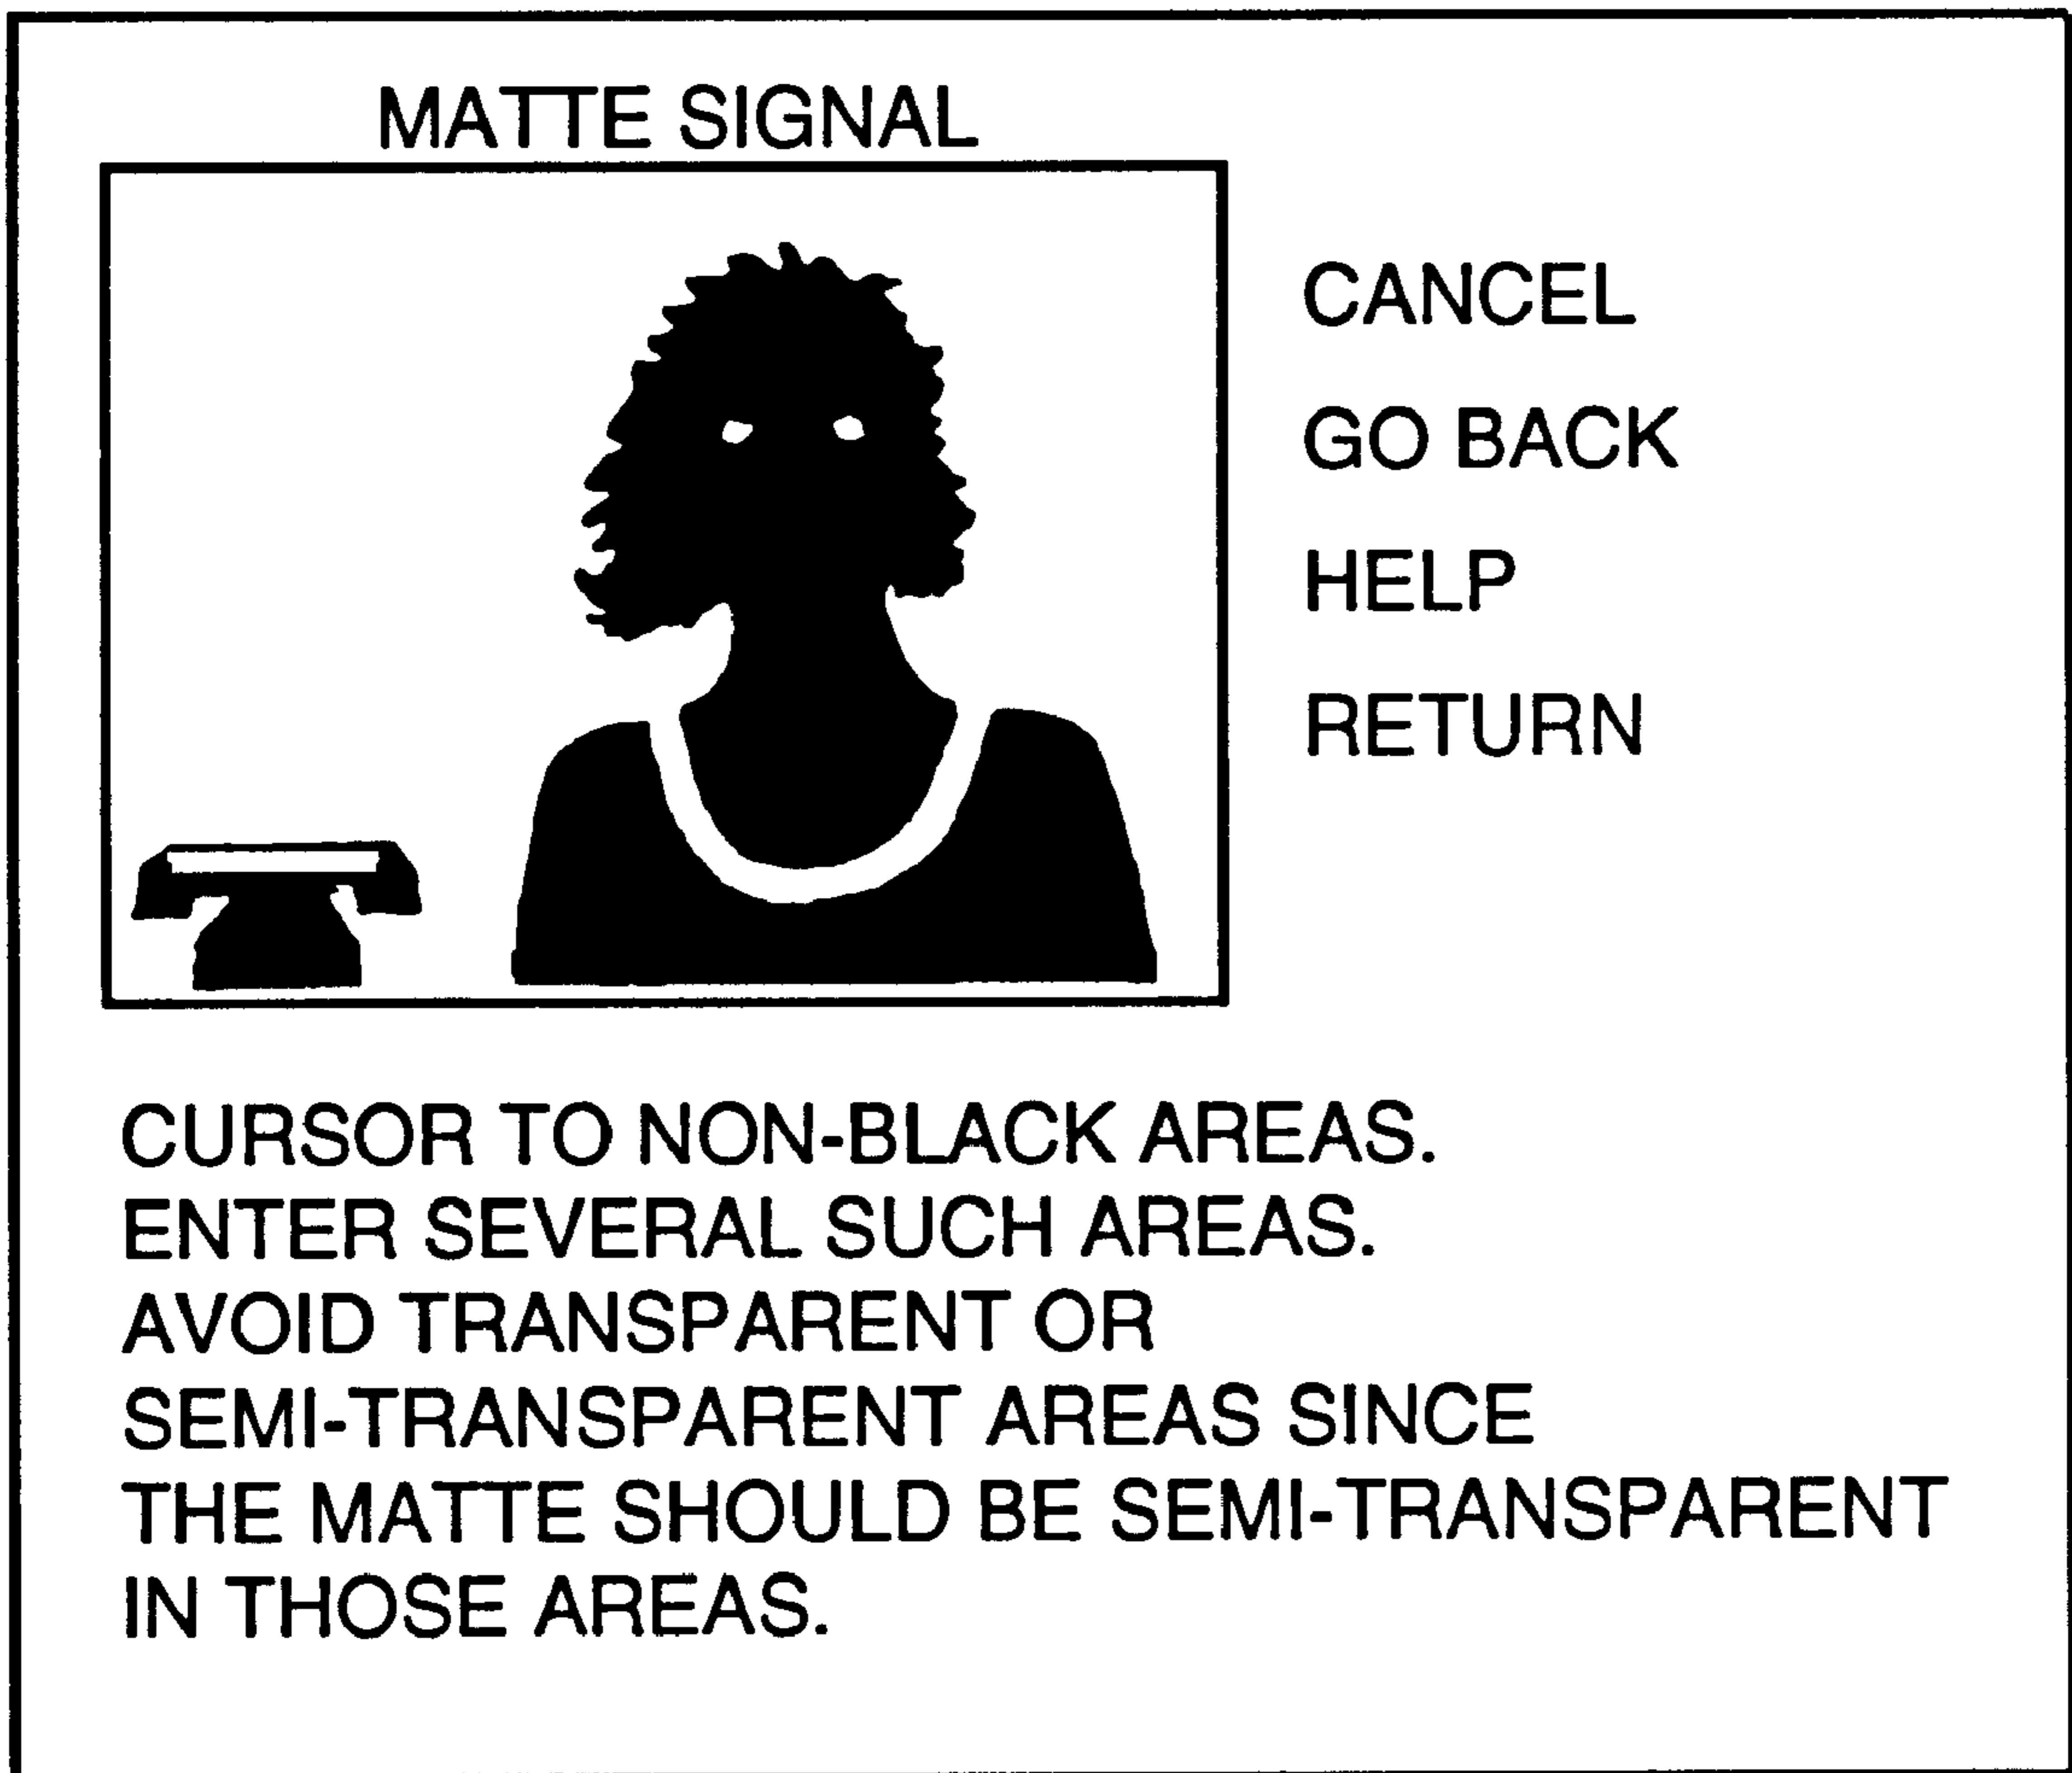 MATTE SIGNAL
CANCEL
GO BACK
HELP
RETURN
CURSOR TO NON-BLACK AREAS.
ENTER SEVERAL SUCH AREAS.
AVOID TRANSPARENT OR
SEMI-TRANSPARENT AREAS SINCE
THE MATTE SHOULD BE SEMI-TRANSPARENT
IN THOSE AREAS.